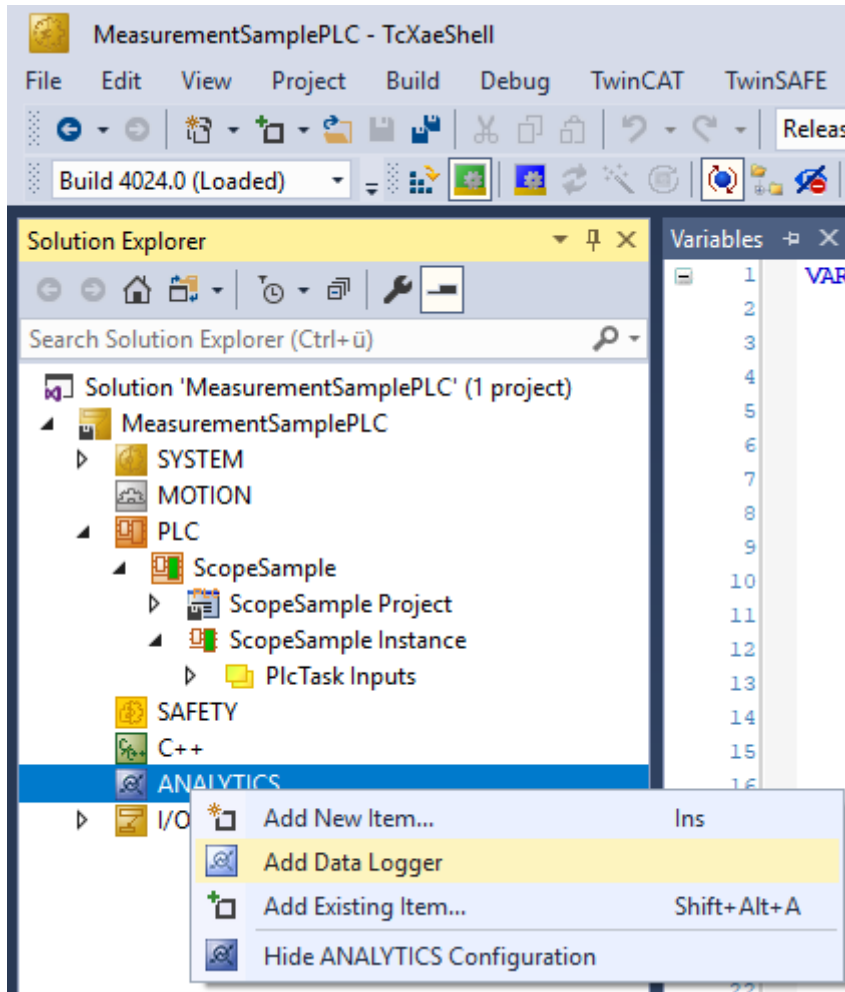 MeasurementSamplePLC - TcXaeShell
File Edit View Project Build Debug TwinCAT TwinSAFE
Build 4024.0 (Loaded)
Solution Explorer
Search Solution Explorer (Ctrl+ü)
Solution 'MeasurementSamplePLC' (1 project)
MeasurementSamplePLC
SYSTEM
MOTION
PLC
ScopeSample
ScopeSample Project
ScopeSample Instance
PlcTask Inputs
SAFETY
C++
ANALYTICS
I/O
Add New Item... Ins
Add Data Logger
Add Existing Item... Shift+Alt+A
Hide ANALYTICS Configuration
Variables
1
2
3
4
5
6
7
8
9
10
11
12
13
14
15
16
22